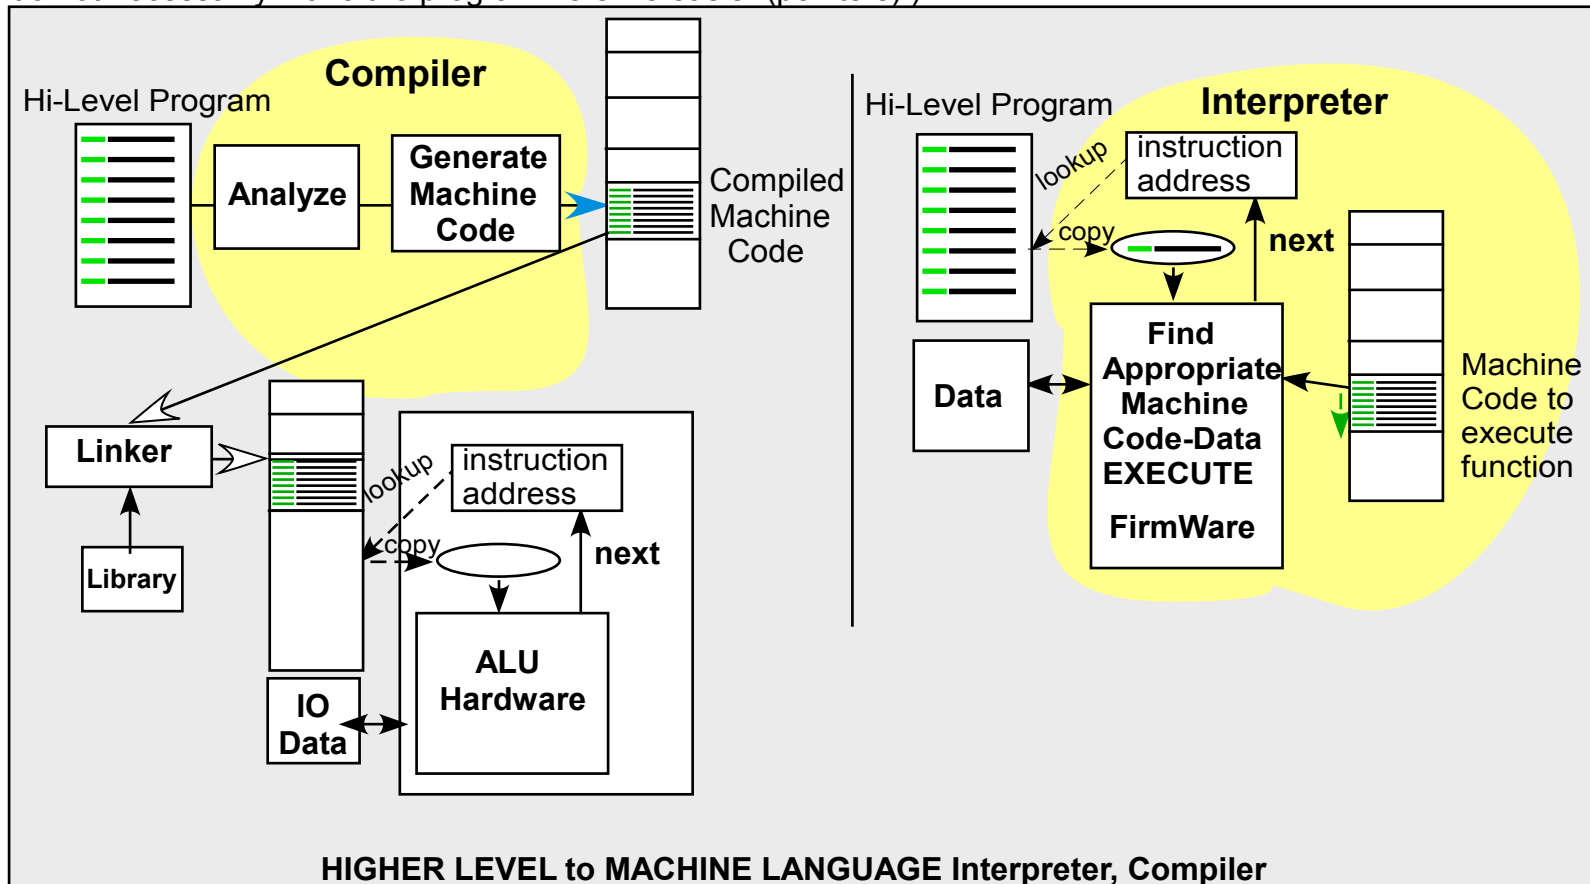 Compiler
Hi-Level Program
Analyze
Generate
Machine
Code
Compiled
Machine
Code
Linker
Library
lookup
instruction
address
copy
next
ALU
Hardware
IO
Data
Hi-Level Program
Interpreter
lookup
instruction
address
copy
next
Find
Appropriate
Machine
Code-Data
EXECUTE
FirmWare
Data
Machine
Code to
execute
function
HIGHER LEVEL to MACHINE LANGUAGE Interpreter, Compiler